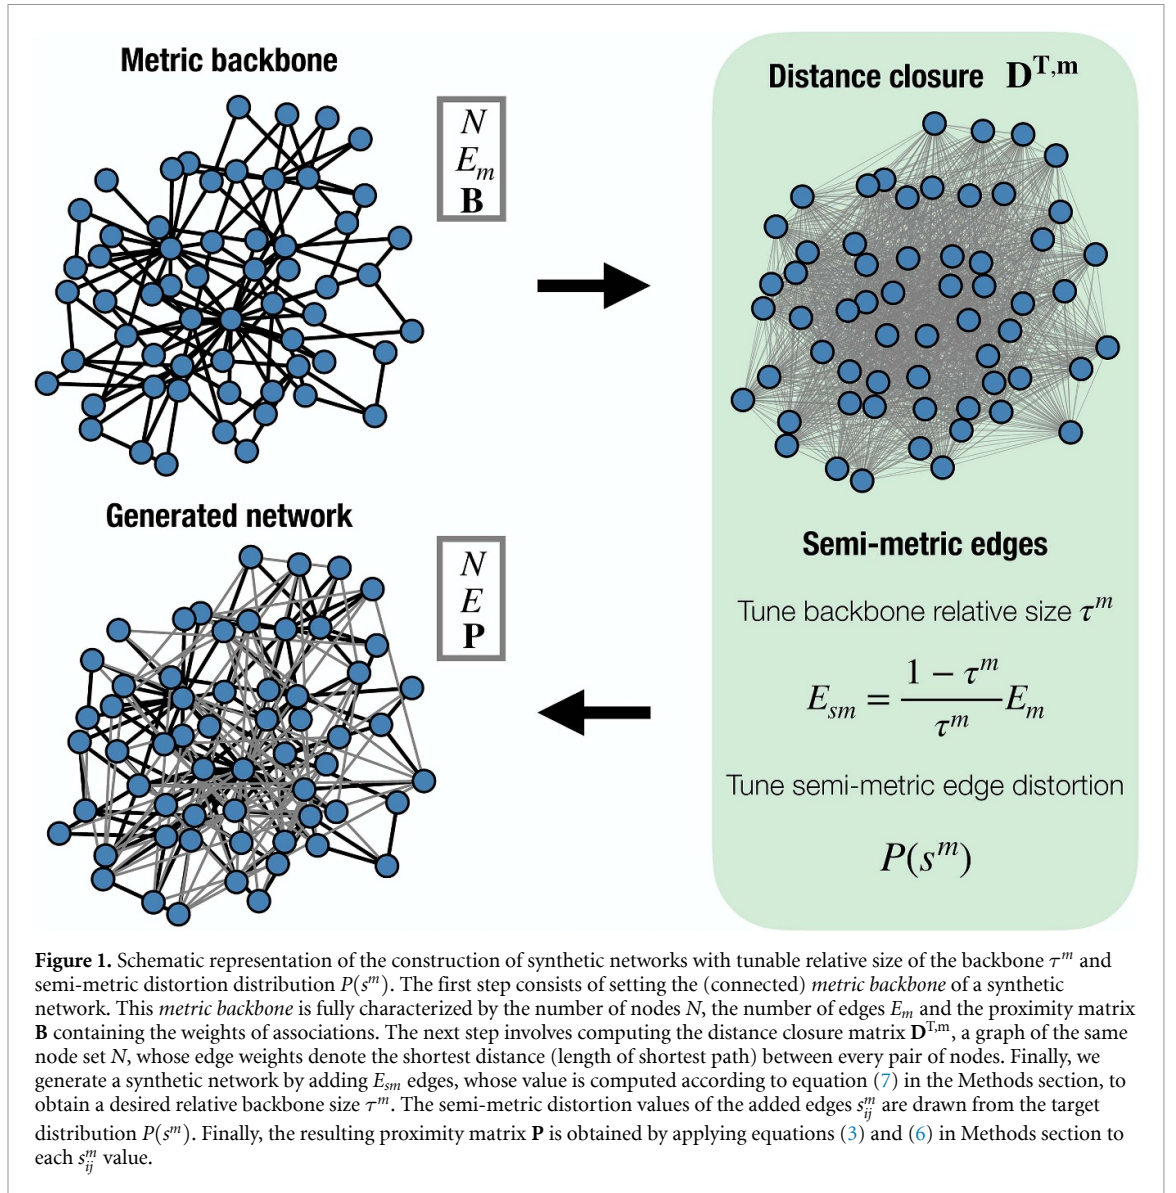 Metric backbone
N
E_m
B
Distance closure D^{T,m}
Generated network
N
E
P
Semi-metric edges
Tune backbone relative size τ^m
E_{sm} = \frac{1 − τ^m}{τ^m} E_m
Tune semi-metric edge distortion
P(s^m)
Figure 1. Schematic representation of the construction of synthetic networks with tunable relative size of the backbone τ^m and
semi-metric distortion distribution P(s^m). The first step consists of setting the (connected) metric backbone of a synthetic
network. This metric backbone is fully characterized by the number of nodes N, the number of edges E_m and the proximity matrix
B containing the weights of associations. The next step involves computing the distance closure matrix D^{T,m}, a graph of the same
node set N, whose edge weights denote the shortest distance (length of shortest path) between every pair of nodes. Finally, we
generate a synthetic network by adding E_{sm} edges, whose value is computed according to equation (7) in the Methods section, to
obtain a desired relative backbone size τ^m. The semi-metric distortion values of the added edges s_{ij}^m are drawn from the target
distribution P(s^m). Finally, the resulting proximity matrix P is obtained by applying equations (3) and (6) in Methods section to
each s_{ij}^m value.